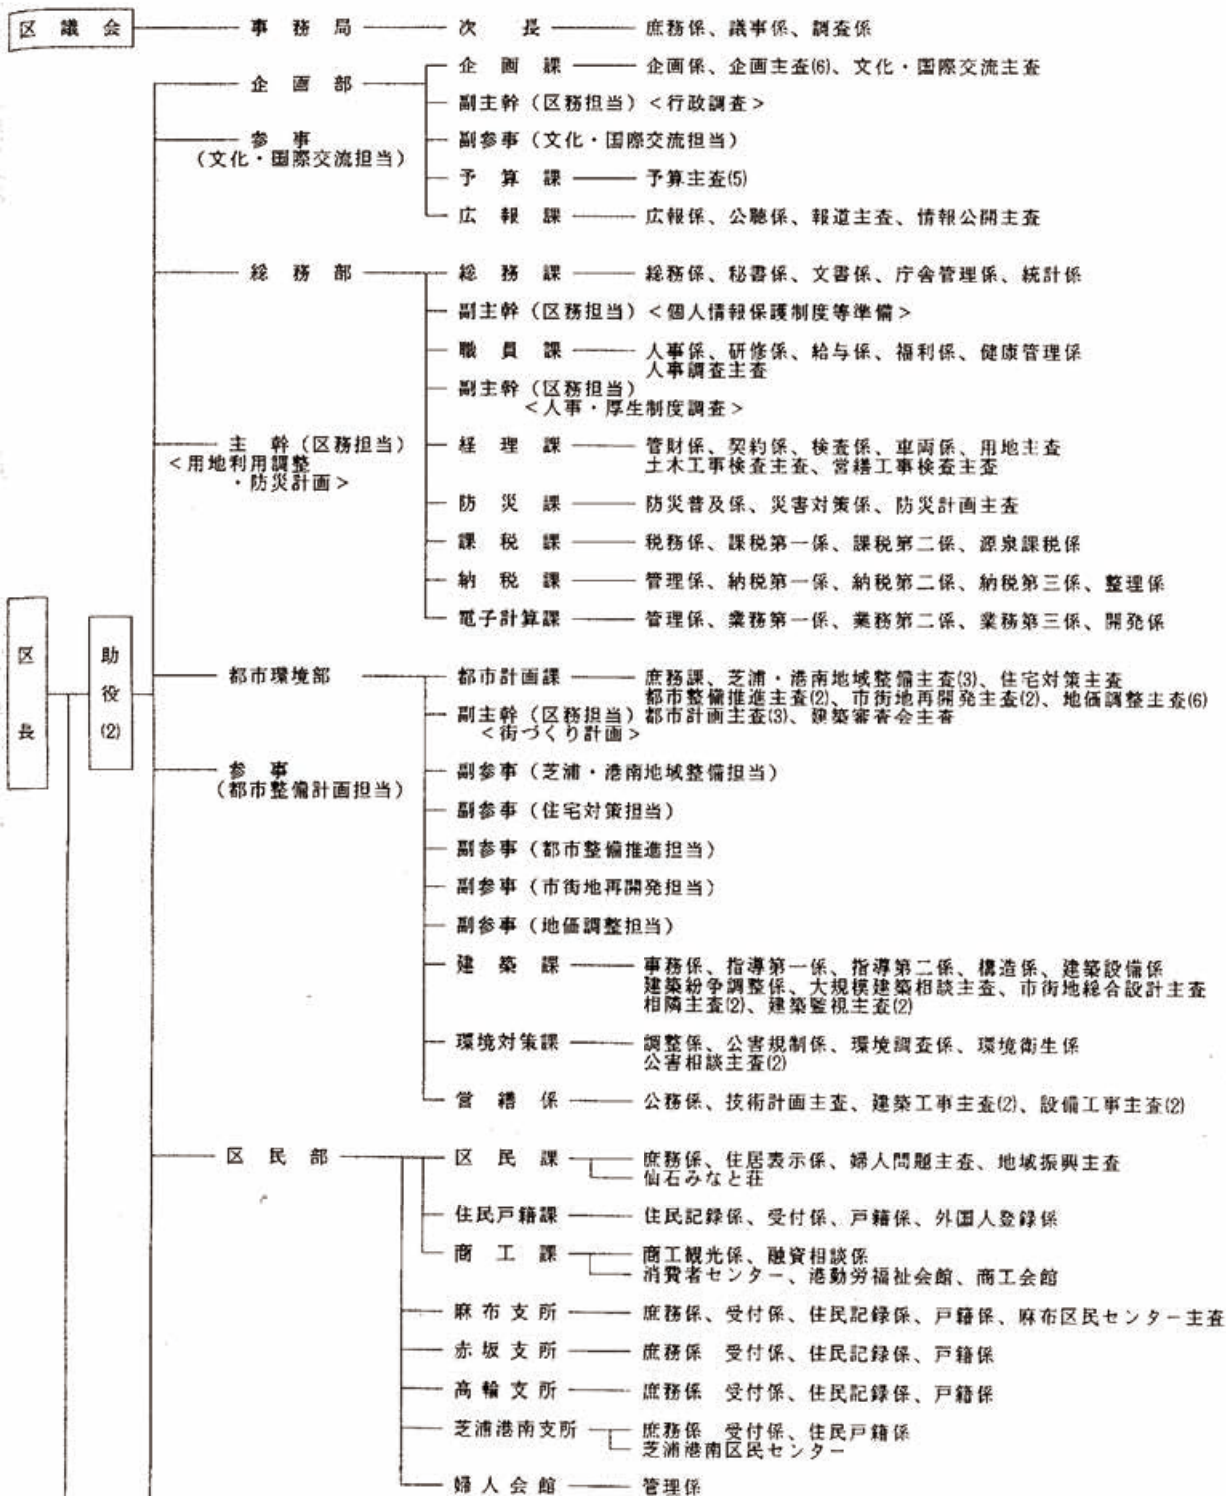 区議会 事務局 次長 庶務係、議事係、調査係
企画部 企画課 企画係、企画主査(6)、文化・国際交流主査
副主幹(区務担当)<行政調査>
参事 副参事(文化・国際交流担当)
(文化・国際交流担当)
予算課 予算主査(5)
広報課 広報係、公聴係、報道主査、情報公開主査
総務部 総務課 総務係、秘書係、文書係、庁舎管理係、統計係
副主幹(区務担当)<個人情報保護制度等準備>
職員課 人事係、研修係、給与係、福利係、健康管理係
人事調査主査
副主幹(区務担当)
<人事・厚生制度調査>
主幹(区務担当) 経理課 管財係、契約係、検査係、車両係、用地主査
<用地利用調整 土木工事検査主査、営繕工事検査主査
・防災計画>
防災課 防災普及係、災害対策係、防災計画主査
課税課 税務係、課税第一係、課税第二係、源泉課税係
納税課 管理係、納税第一係、納税第二係、納税第三係、整理係
電子計算課 管理係、業務第一係、業務第二係、業務第三係、開発係
区長
助役(2)
都市環境部 都市計画課 庶務課、芝浦・港南地域整備主査(3)、住宅対策主査
都市整備推進主査(2)、市街地再開発主査(2)、地価調整主査(6)
副主幹(区務担当) 都市計画主査(3)、建築審査会主査
<街づくり計画>
参事 副参事(芝浦・港南地域整備担当)
(都市整備計画担当)
副参事(住宅対策担当)
副参事(都市整備推進担当)
副参事(市街地再開発担当)
副参事(地価調整担当)
建築課 事務係、指導第一係、指導第二係、構造係、建築設備係
建築紛争調整係、大規模建築相談主査、市街地総合設計主査
相隣主査(2)、建築監視主査(2)
環境対策課 調整係、公害規制係、環境調査係、環境衛生係
公害相談主査(2)
営繕係 公務係、技術計画主査、建築工事主査(2)、設備工事主査(2)
区民部 区民課 庶務係、住居表示係、婦人問題主査、地域振興主査
仙石みなと荘
住民戸籍課 住民記録係、受付係、戸籍係、外国人登録係
商工課 商工観光係、融資相談係
消費者センター、港勤労福祉会館、商工会館
麻布支所 庶務係、受付係、住民記録係、戸籍係、麻布区民センター主査
赤坂支所 庶務係 受付係、住民記録係、戸籍係
高輪支所 庶務係 受付係、住民記録係、戸籍係
芝浦港南支所 庶務係 受付係、住民戸籍係
芝浦港南区民センター
婦人会館 管理係